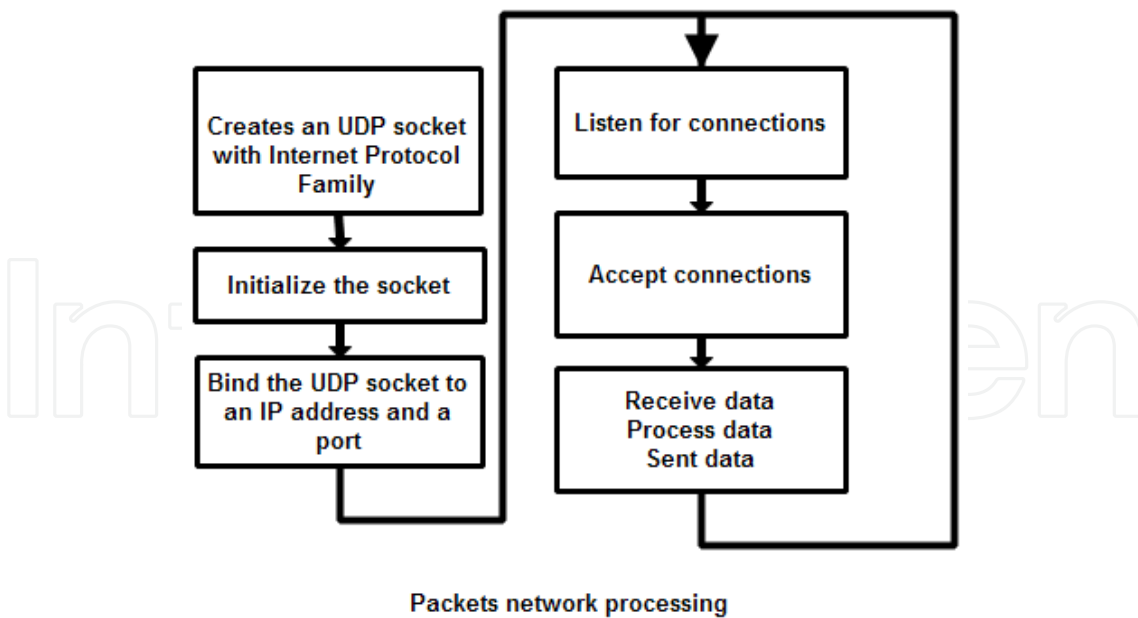 Creates an UDP socket
with Internet Protocol
Family
Initialize the socket
Bind the UDP socket to
an IP address and a
port
Listen for connections
Accept connections
Receive data
Process data
Sent data
Packets network processing